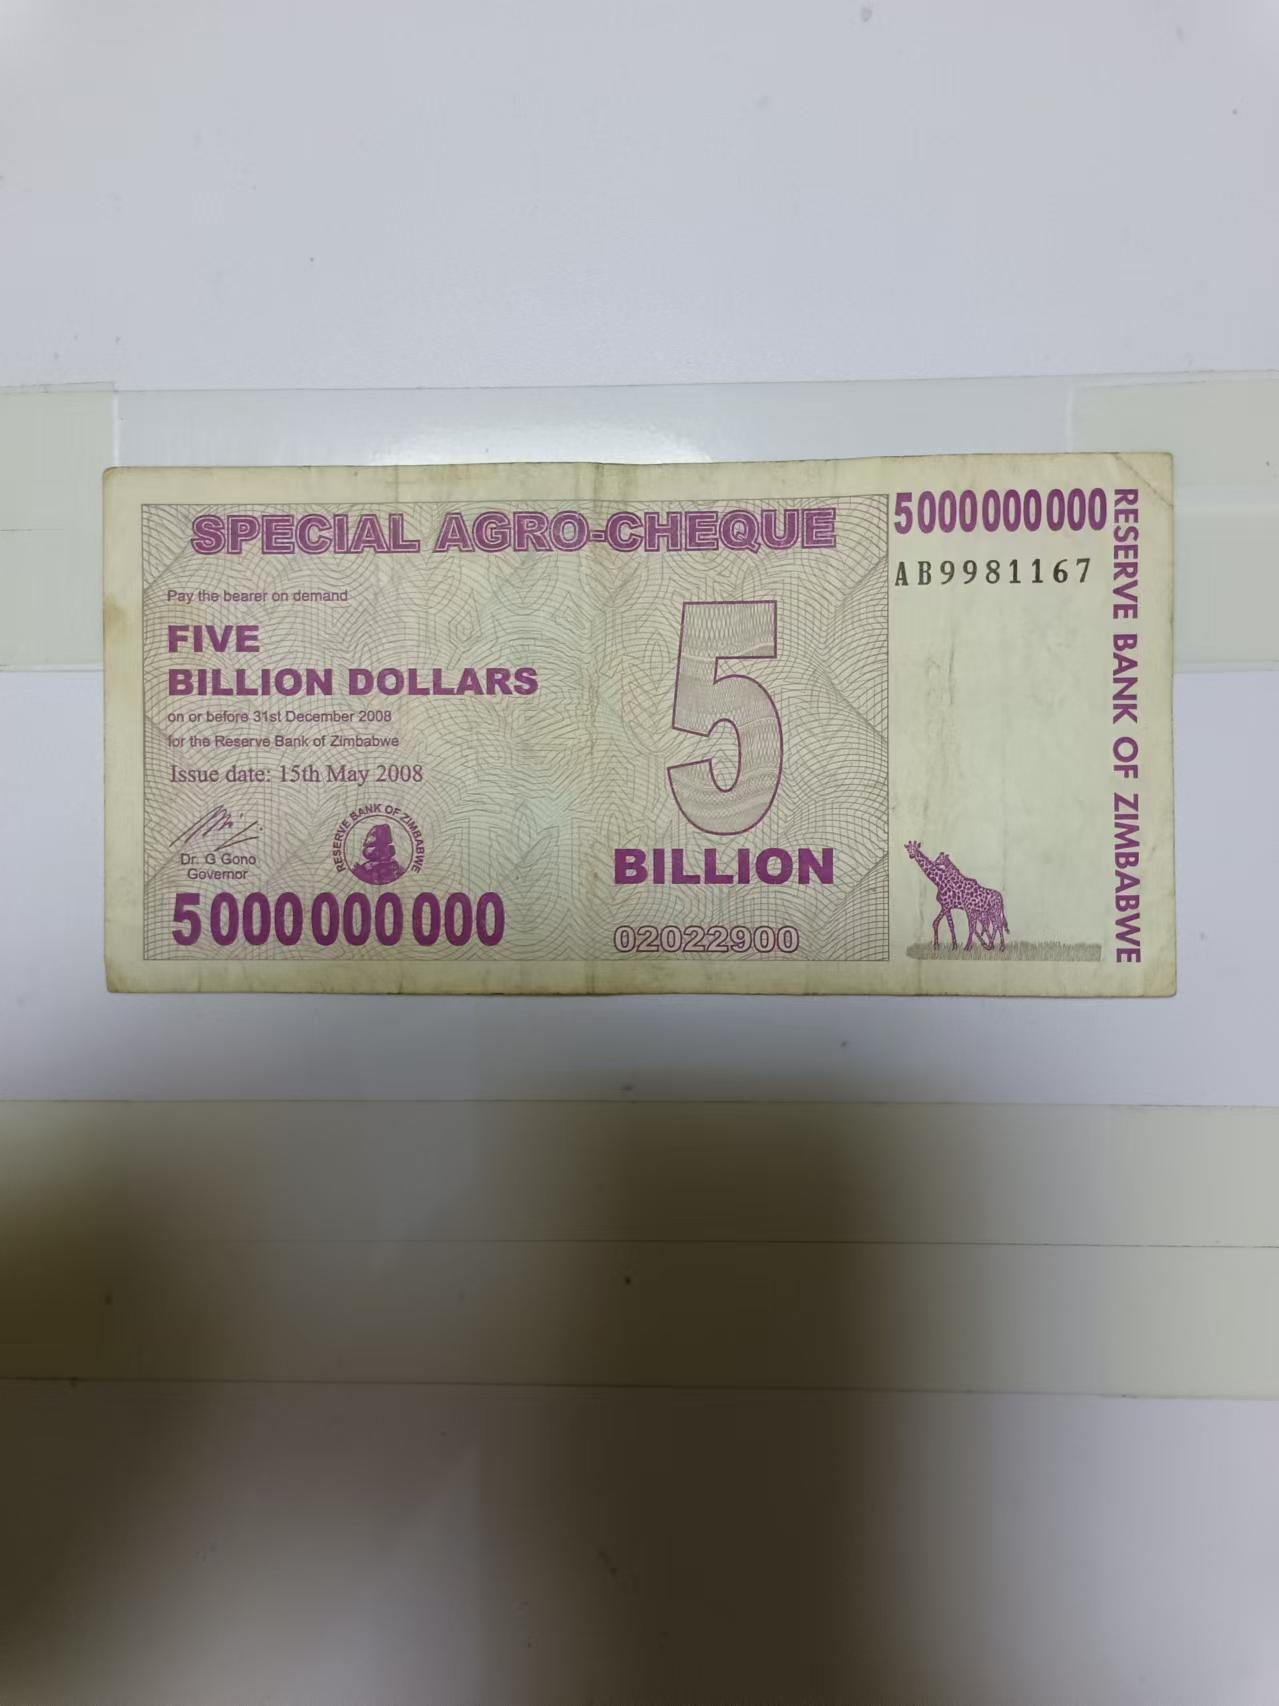 SPECIAL AGRO-CHEQUE
5000000000
AB9981167
Pay the bearer on demand
FIVE
BILLION DOLLARS
on or before 31st December 2008
for the Reserve Bank of Zimbabwe
Issue date: 15th May 2008
Dr. G Gono
Governor
RESERVE BANK OF ZIMBABWE
5000000000
5
BILLION
02022900
RESERVE BANK OF ZIMBABWE